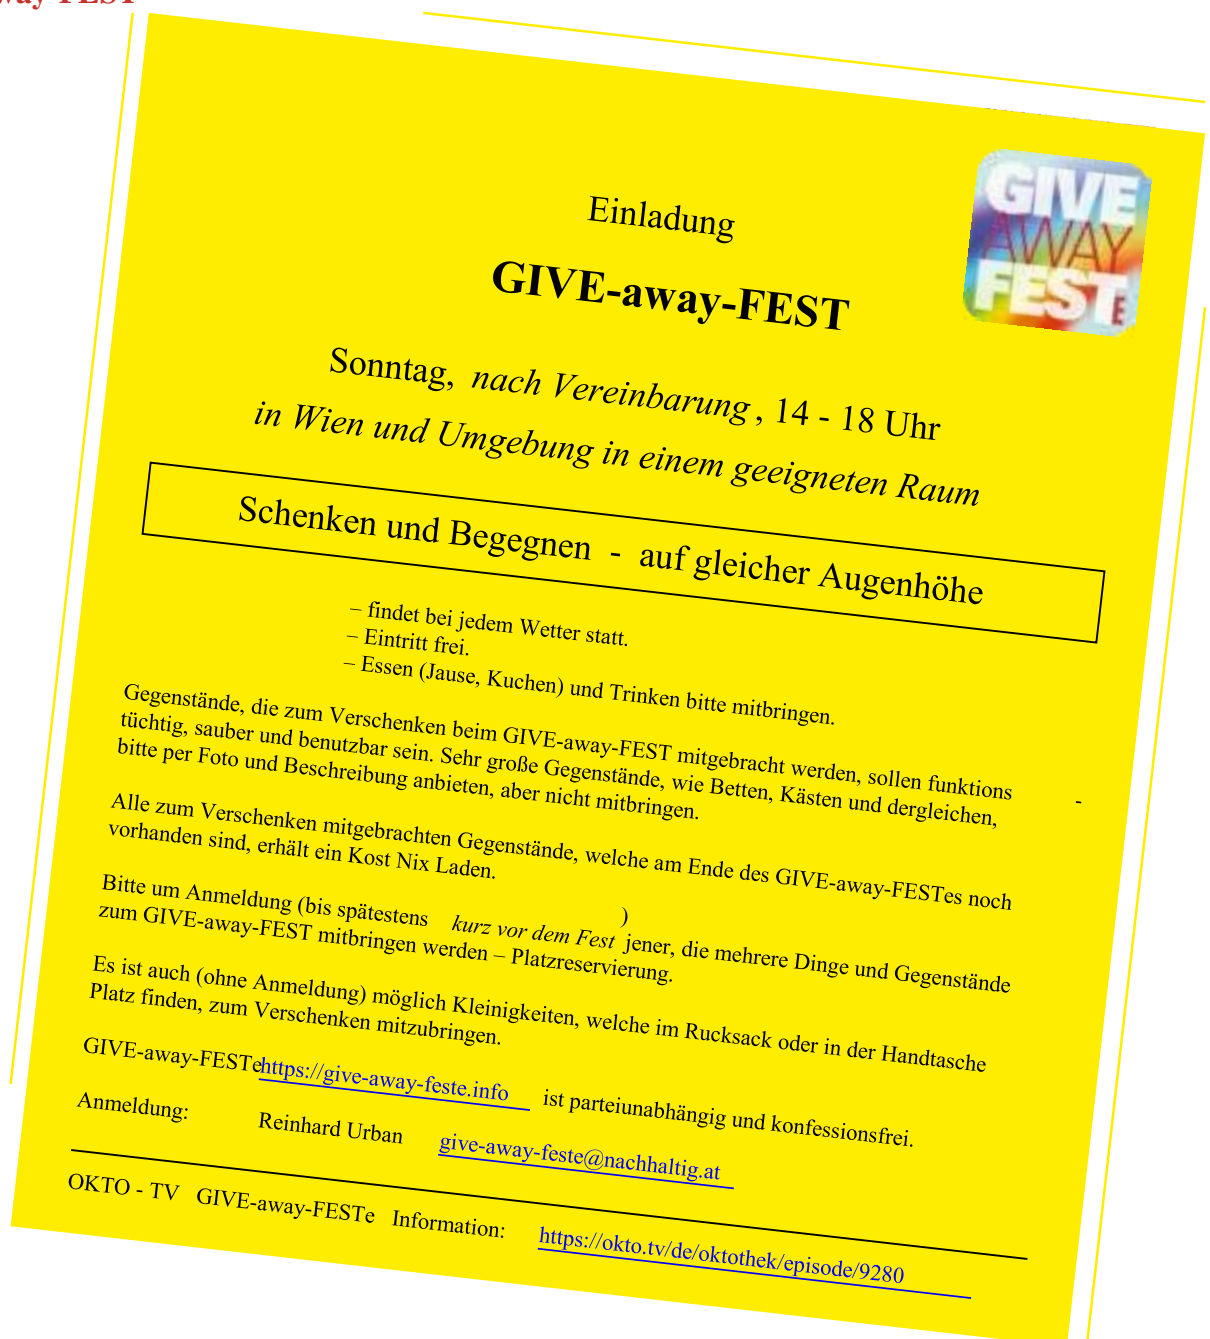 Einladung
GIVE
AWAY
FESTE
GIVE-away-FEST
Sonntag, nach Vereinbarung , 14 - 18 Uhr
in Wien und Umgebung in einem geeigneten Raum
Schenken und Begegnen - auf gleicher Augenhöhe
– findet bei jedem Wetter statt.
– Eintritt frei.
– Essen (Jause, Kuchen) und Trinken bitte mitbringen.
Gegenstände, die zum Verschenken beim GIVE-away-FEST mitgebracht werden, sollen funktions -
tüchtig, sauber und benutzbar sein. Sehr große Gegenstände, wie Betten, Kästen und dergleichen,
bitte per Foto und Beschreibung anbieten, aber nicht mitbringen.
Alle zum Verschenken mitgebrachten Gegenstände, welche am Ende des GIVE-away-FESTes noch
vorhanden sind, erhält ein Kost Nix Laden.
Bitte um Anmeldung (bis spätestens kurz vor dem Fest ) jener, die mehrere Dinge und Gegenstände
zum GIVE-away-FEST mitbringen werden – Platzreservierung.
Es ist auch (ohne Anmeldung) möglich Kleinigkeiten, welche im Rucksack oder in der Handtasche
Platz finden, zum Verschenken mitzubringen.
GIVE-away-FESTe https://give-away-feste.info ist parteiunabhängig und konfessionsfrei.
Anmeldung: Reinhard Urban give-away-feste@nachhaltig.at
OKTO - TV GIVE-away-FESTe Information: https://okto.tv/de/oktothek/episode/9280